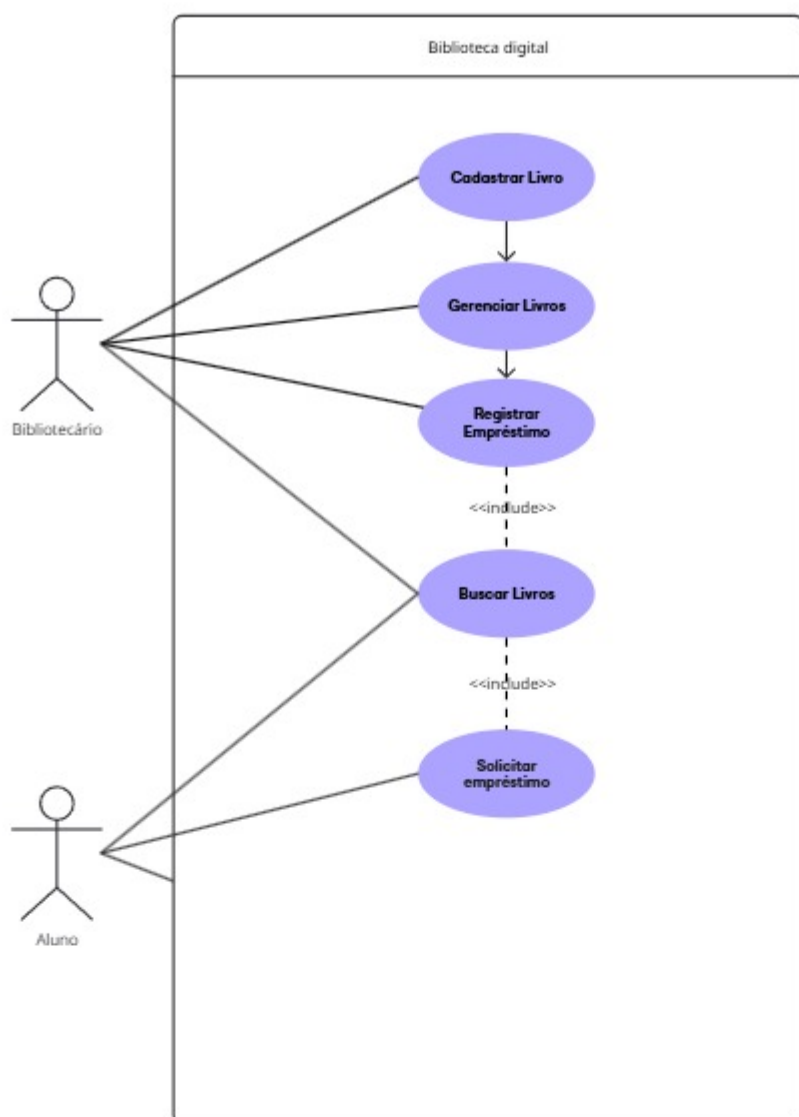 Biblioteca digital
Cadastrar Livro
Gerenciar Livros
Registrar
Empréstimo
Bibliotecário
<<include>>
Buscar Livros
<<include>>
Solicitar
empréstimo
Aluno